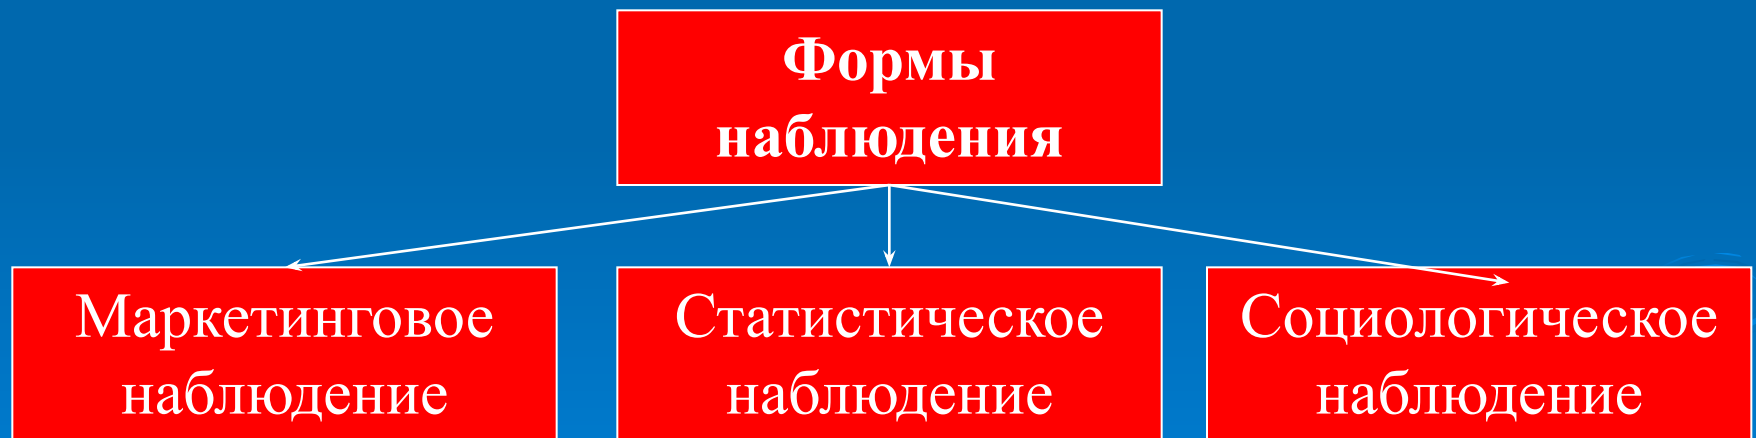 Формы
наблюдения
Маркетинговое
наблюдение
Статистическое
наблюдение
Социологическое
наблюдение